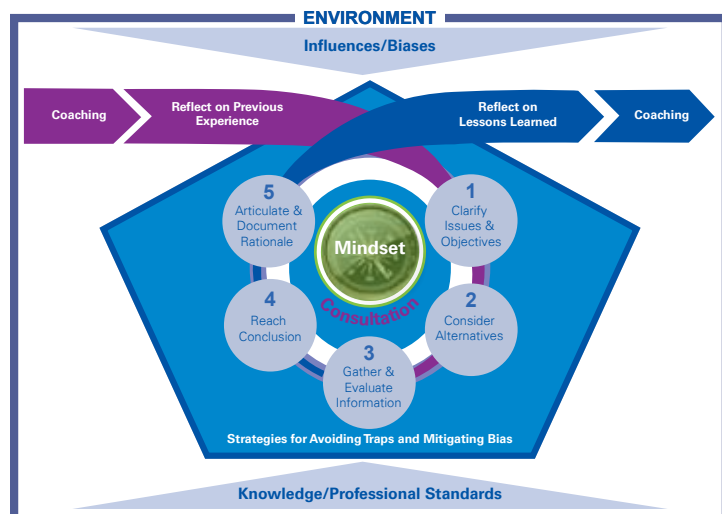 ENVIRONMENT
Influences/Biases
Coaching
Reflect on Previous
Experience
Reflect on
Lessons Learned
Coaching
5
Articulate &
Document
Rationale
1
Clarify
Issues &
Objectives
Mindset
Consultation
4
Reach
Conclusion
2
Consider
Alternatives
3
Gather &
Evaluate
Information
Strategies for Avoiding Traps and Mitigating Bias
Knowledge/Professional Standards